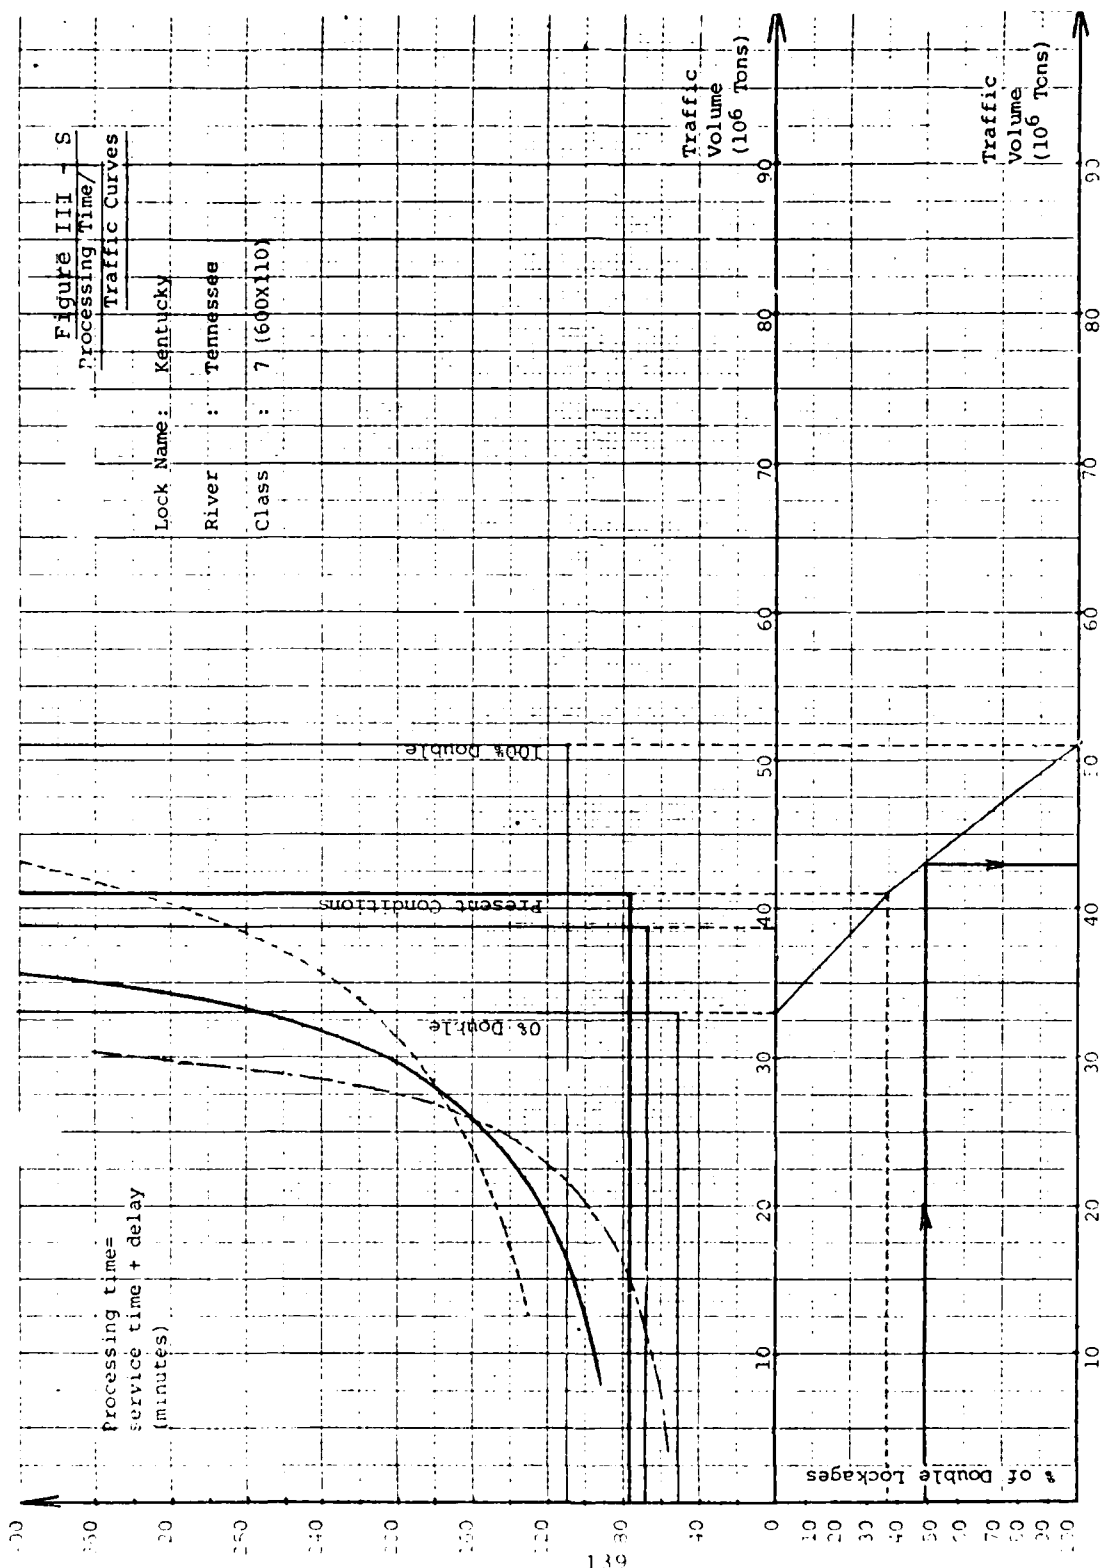 Figure III - S
Processing Time/
Traffic Curves
Lock Name: Kentucky
River : Tennessee
Class : 7 (600X110)
Processing time=
service time + delay
(minutes)
100% Double
Present Conditions
0% Double
80
40
0
10 20 30 40 50 60 70 80 90
Traffic
Volume
(10⁶ Tons)
% of Double Lockages
10
20
30
40
50
60
70
80
90
10 20 30 40 50 60 70 80 90
Traffic
Volume
(10⁶ Tons)
139